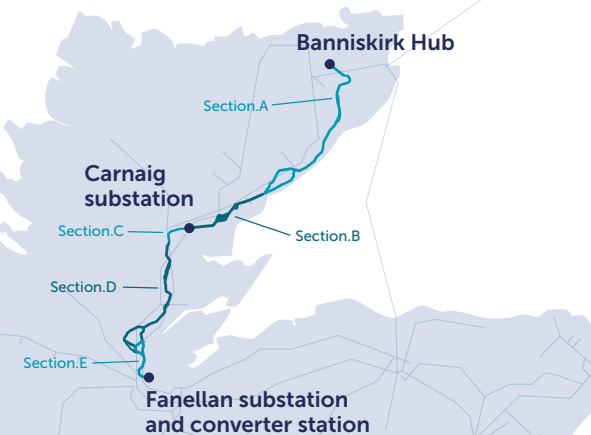 Banniskirk Hub
Section.A
Carnaig
substation
Section.C
Section.B
Section.D
Section.E
Fanellan substation
and converter station